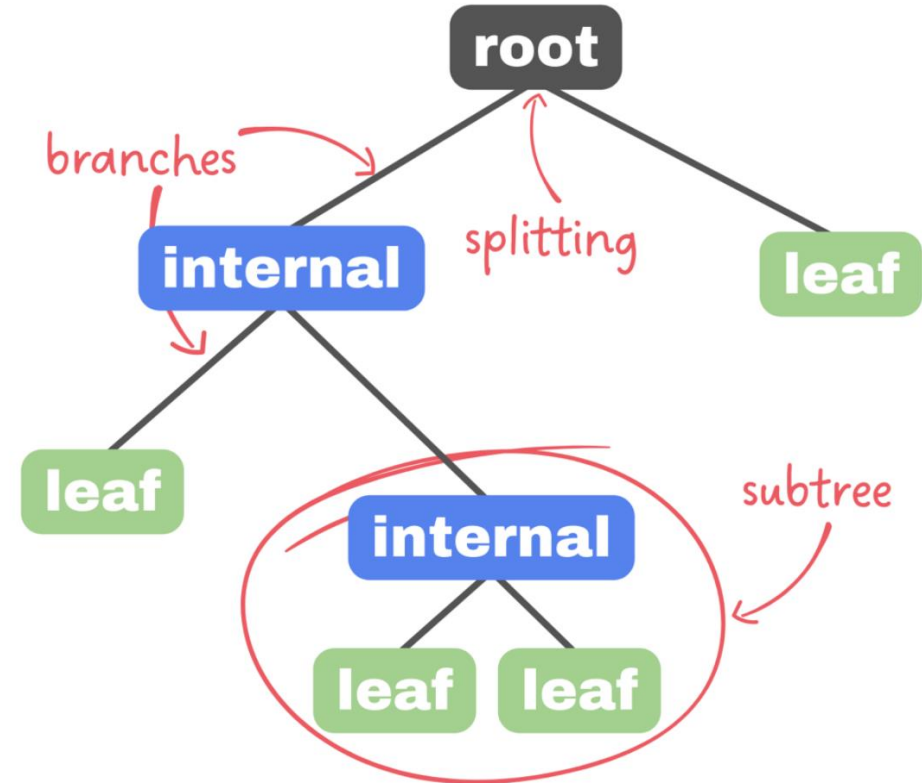 root
branches
splitting
internal
leaf
leaf
subtree
internal
leaf
leaf